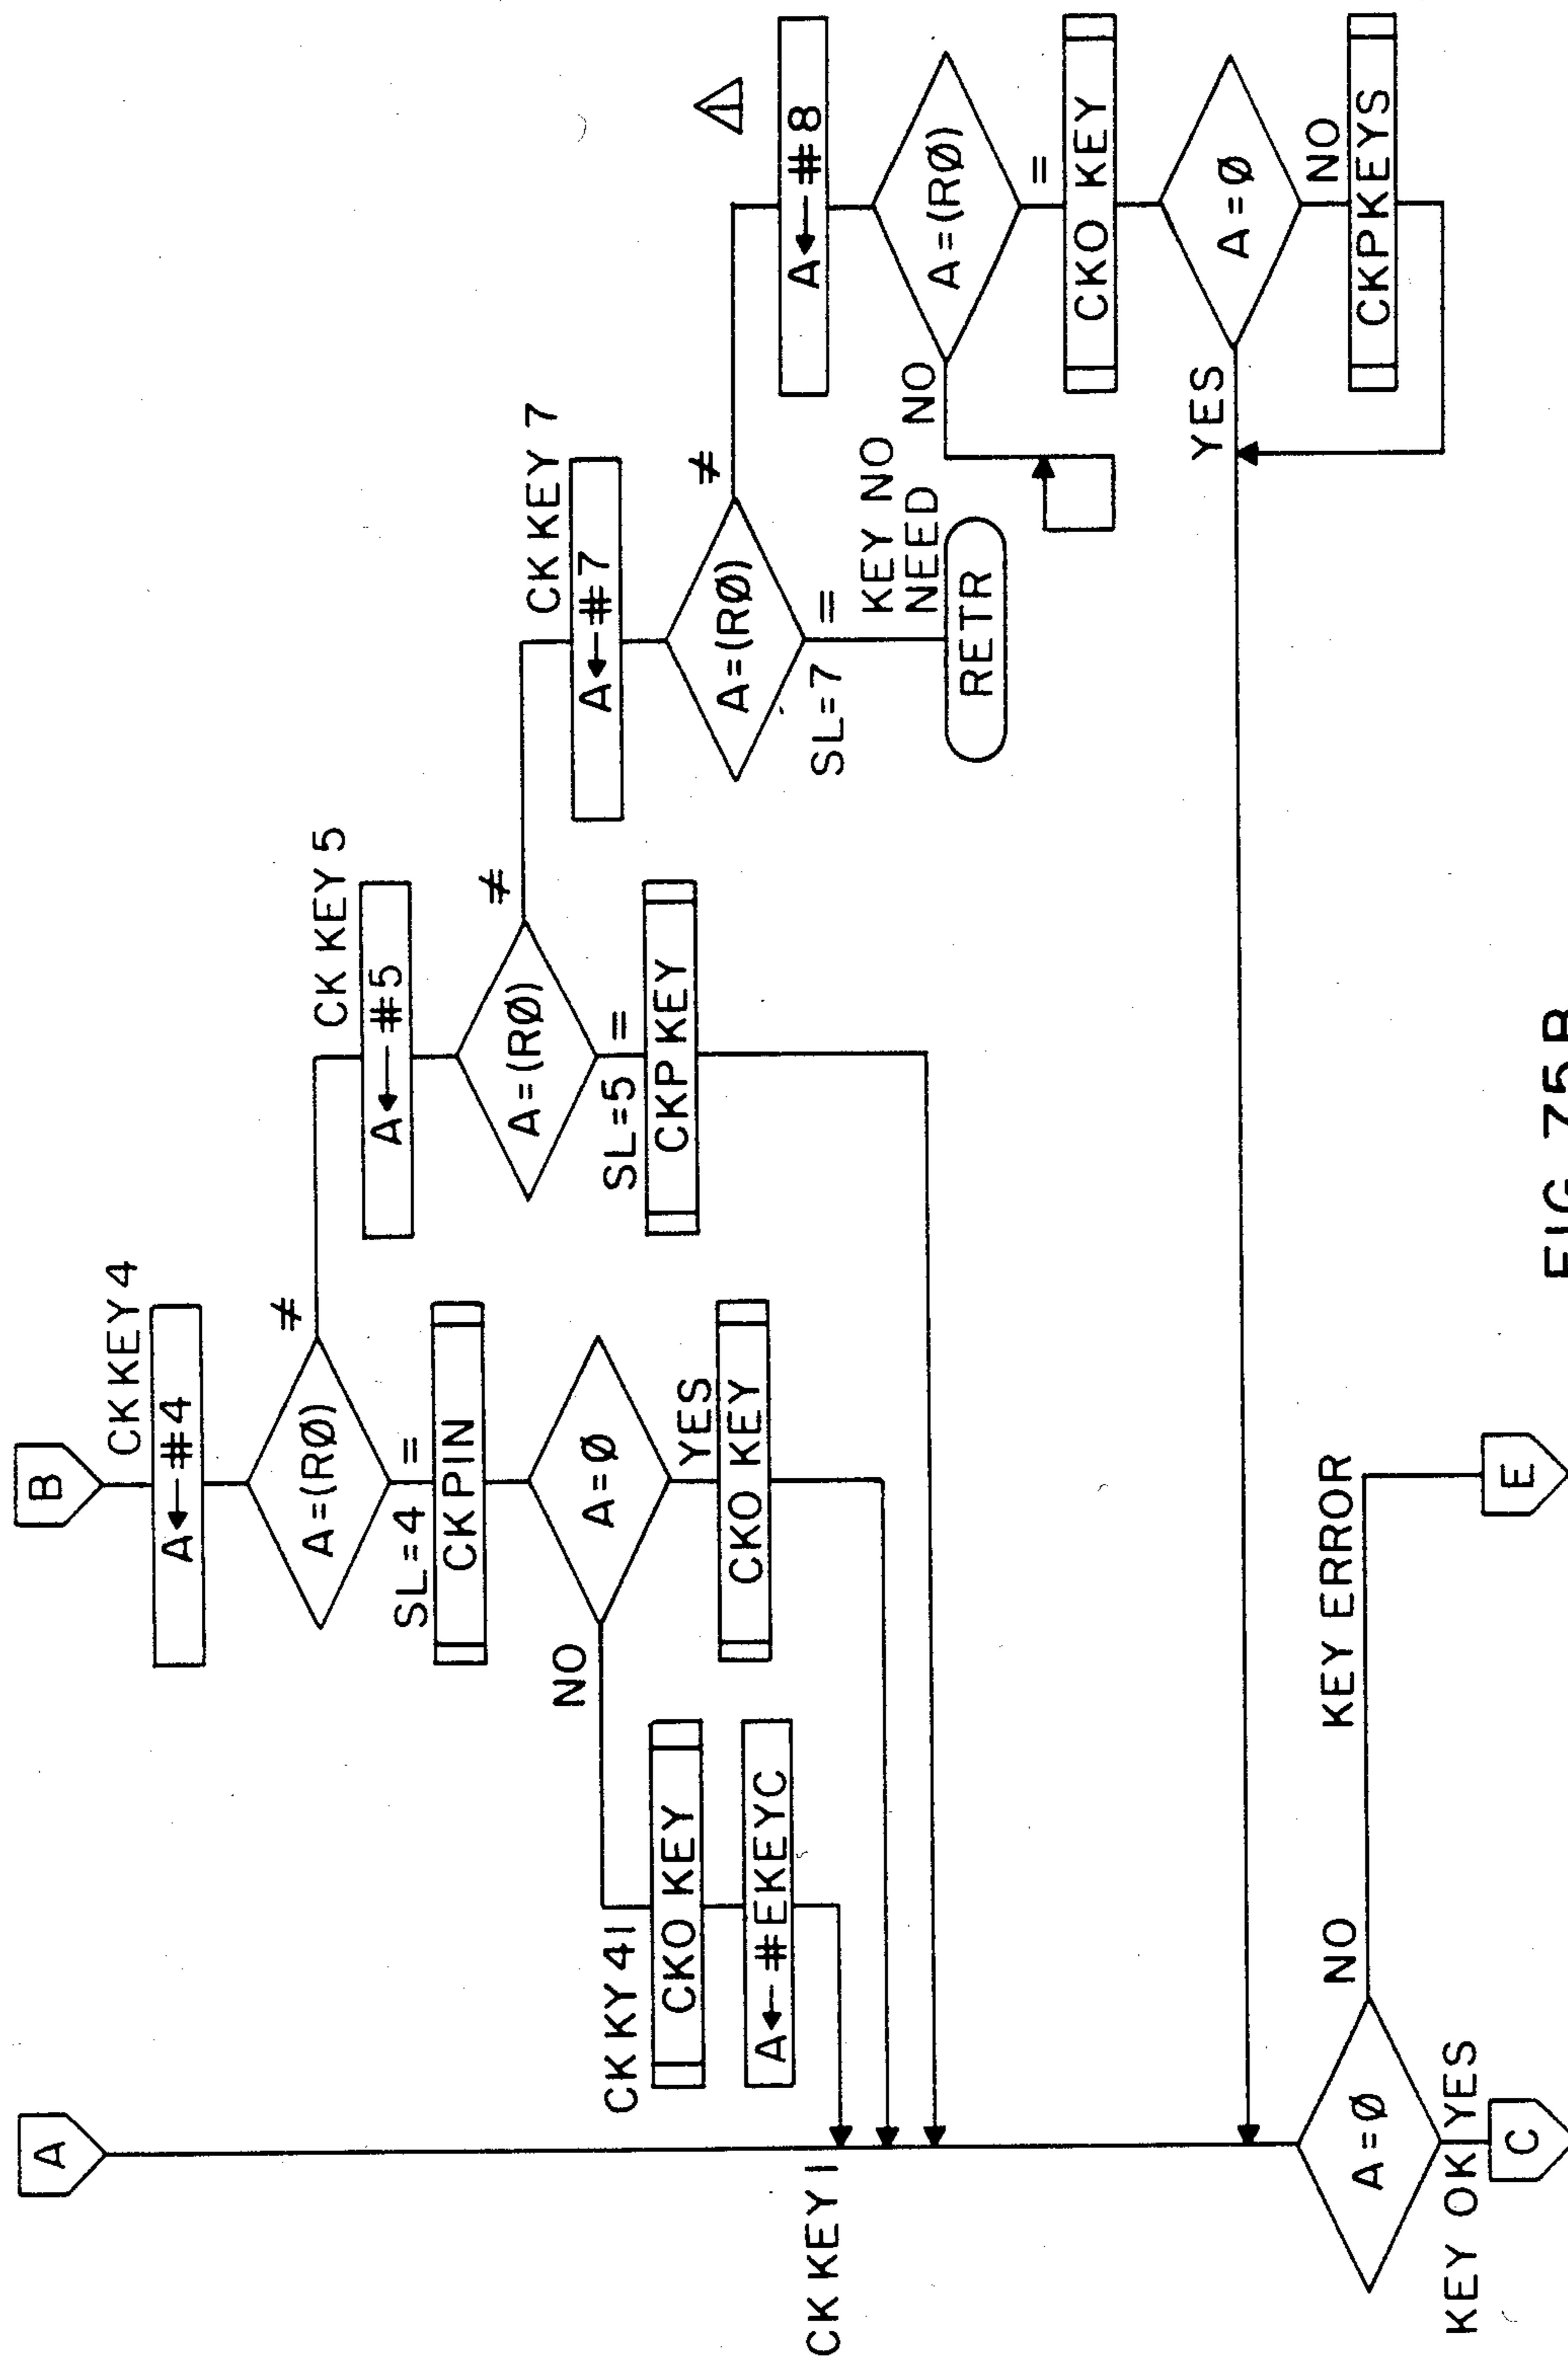 A
B
CK KEY 4
A←#4
A=(RØ)
≠
SL=4
=
CKPIN
A=Ø
NO
YES
CKO KEY
CK KY 41
CKO KEY
A←#EKEYC
CK KEY 1
CK KEY 5
A←#5
A=(RØ)
≠
SL=5
=
CKP KEY
CK KEY 7
A←#7
A=(RØ)
≠
SL=7
=
KEY NO
NEED
RETR
1
A←#8
A=(RØ)
NO
=
CKO KEY
A=Ø
YES
NO
CKPKEYS
A=Ø
NO
KEY ERROR
E
KEY OK
YES
C
FIG. 75B